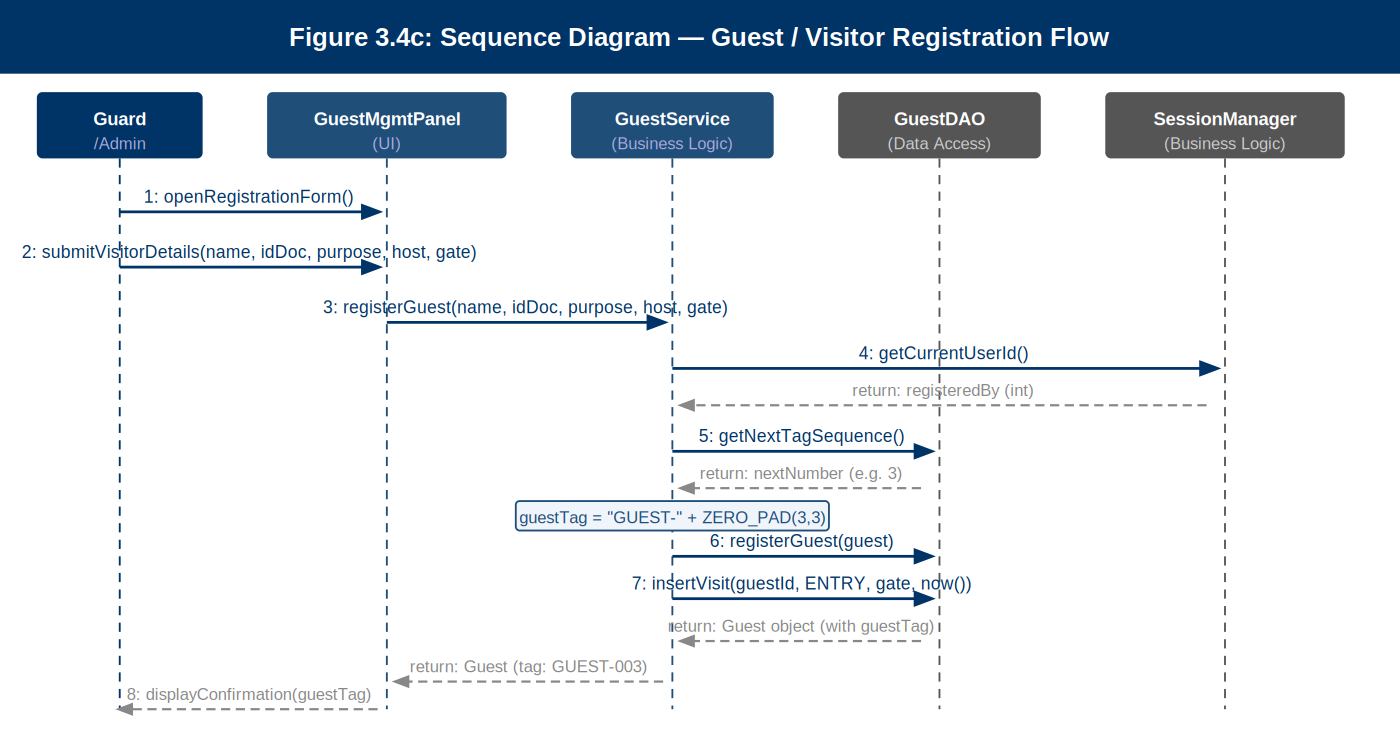 Figure 3.4c: Sequence Diagram — Guest / Visitor Registration Flow
Guard
/Admin
GuestMgmtPanel
(UI)
GuestService
(Business Logic)
GuestDAO
(Data Access)
SessionManager
(Business Logic)
1: openRegistrationForm()
2: submitVisitorDetails(name, idDoc, purpose, host, gate)
3: registerGuest(name, idDoc, purpose, host, gate)
4: getCurrentUserId()
return: registeredBy (int)
5: getNextTagSequence()
return: nextNumber (e.g. 3)
guestTag = "GUEST-" + ZERO_PAD(3,3)
6: registerGuest(guest)
7: insertVisit(guestId, ENTRY, gate, now())
return: Guest object (with guestTag)
return: Guest (tag: GUEST-003)
8: displayConfirmation(guestTag)